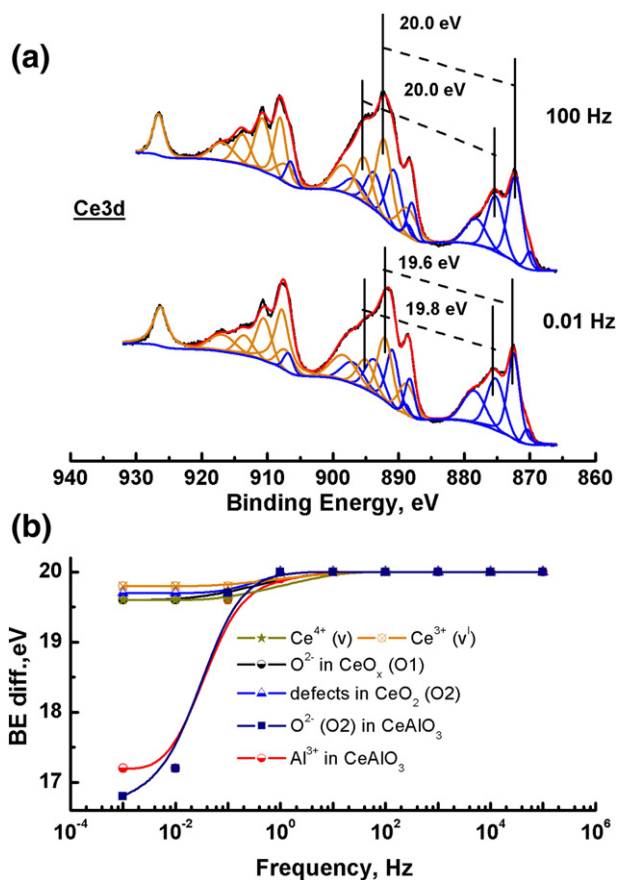 (a)
20.0 eV
20.0 eV
100 Hz
Ce3d
19.6 eV
19.8 eV
0.01 Hz
940 930 920 910 900 890 880 870 860
Binding Energy, eV
(b)
20
19
18
17
BE diff.,eV
Ce⁴⁺ (v) Ce³⁺ (v^I)
O²⁻ in CeOₓ (O1)
defects in CeO₂ (O2)
O²⁻ (O2) in CeAlO₃
Al³⁺ in CeAlO₃
10⁻⁴ 10⁻² 10⁰ 10² 10⁴ 10⁶
Frequency, Hz